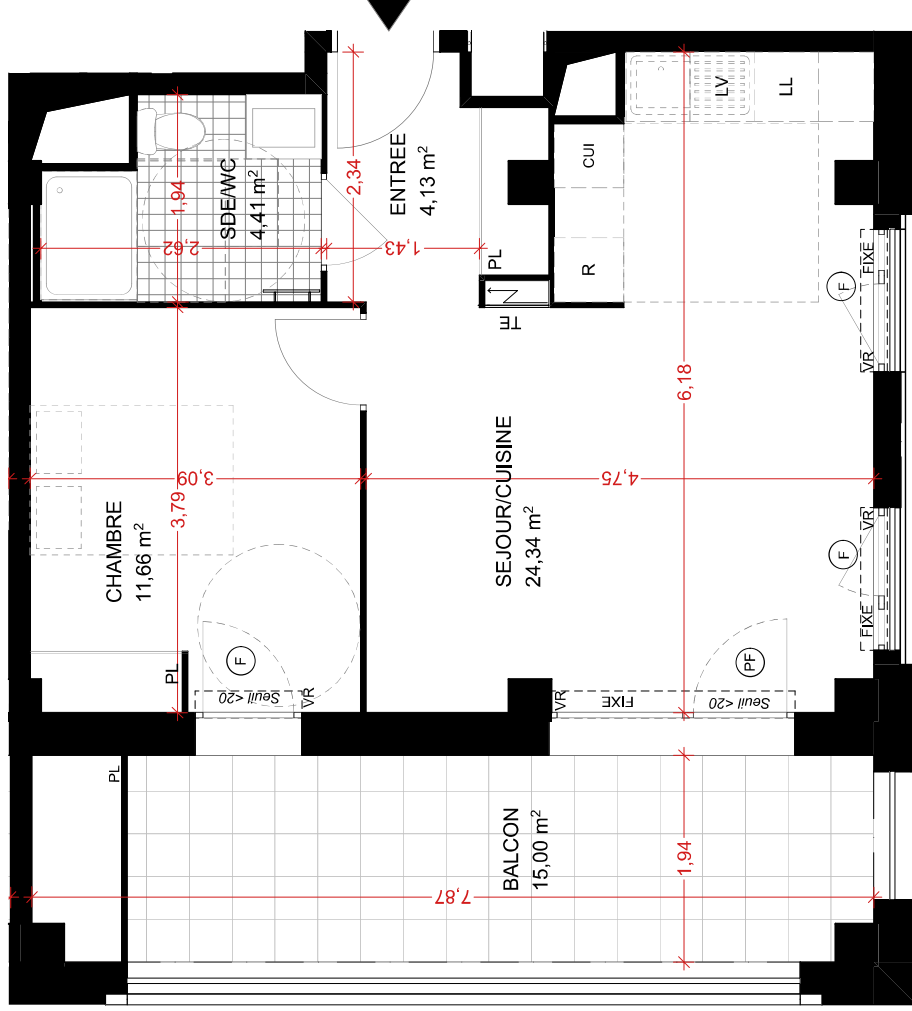 LV
LL
CUI
R
ENTREE
4,13 m²
SDE/WC
4,41 m²
1,94
2,62
2,34
1,43
PL
TE
FIXE
F
VR
6,18
3,09
3,79
4,75
CHAMBRE
11,66 m²
SEJOUR/CUISINE
24,34 m²
VR
F
FIXE
PL
F
Seuil <20
VR
VR
FIXE
PF
Seuil <20
PL
BALCON
15,00 m²
1,94
7,87